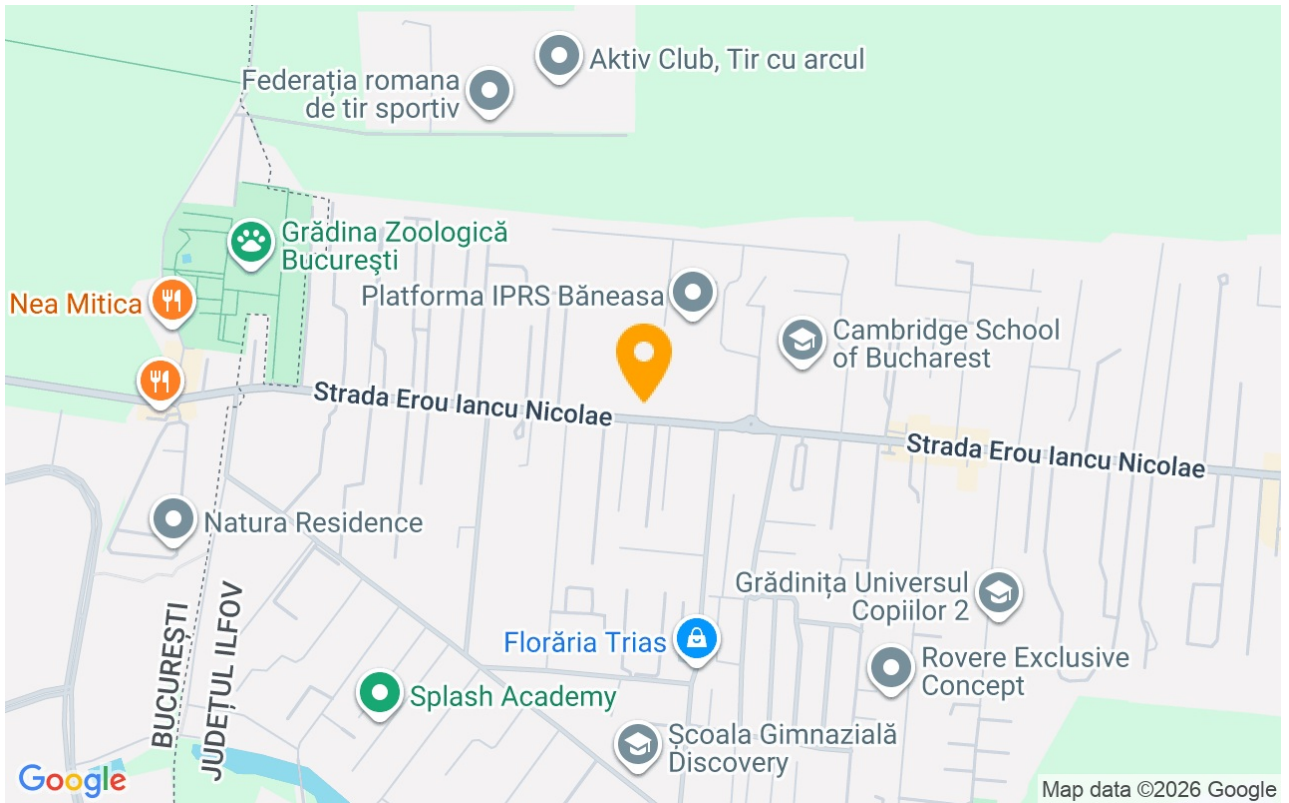 Aktiv Club, Tir cu arcul
Federația romana
de tir sportiv
Grădina Zoologică
Bucureşti
Nea Mitica
Platforma IPRS Băneasa
Cambridge School
of Bucharest
Strada Erou Iancu Nicolae
Strada Erou Iancu Nicolae
Natura Residence
Grădinița Universul
Copiilor 2
BUCUREȘTI
JUDEȚUL ILFOV
Florăria Trias
Rovere Exclusive
Concept
Splash Academy
Școala Gimnazială
Discovery
Google
Map data ©2026 Google